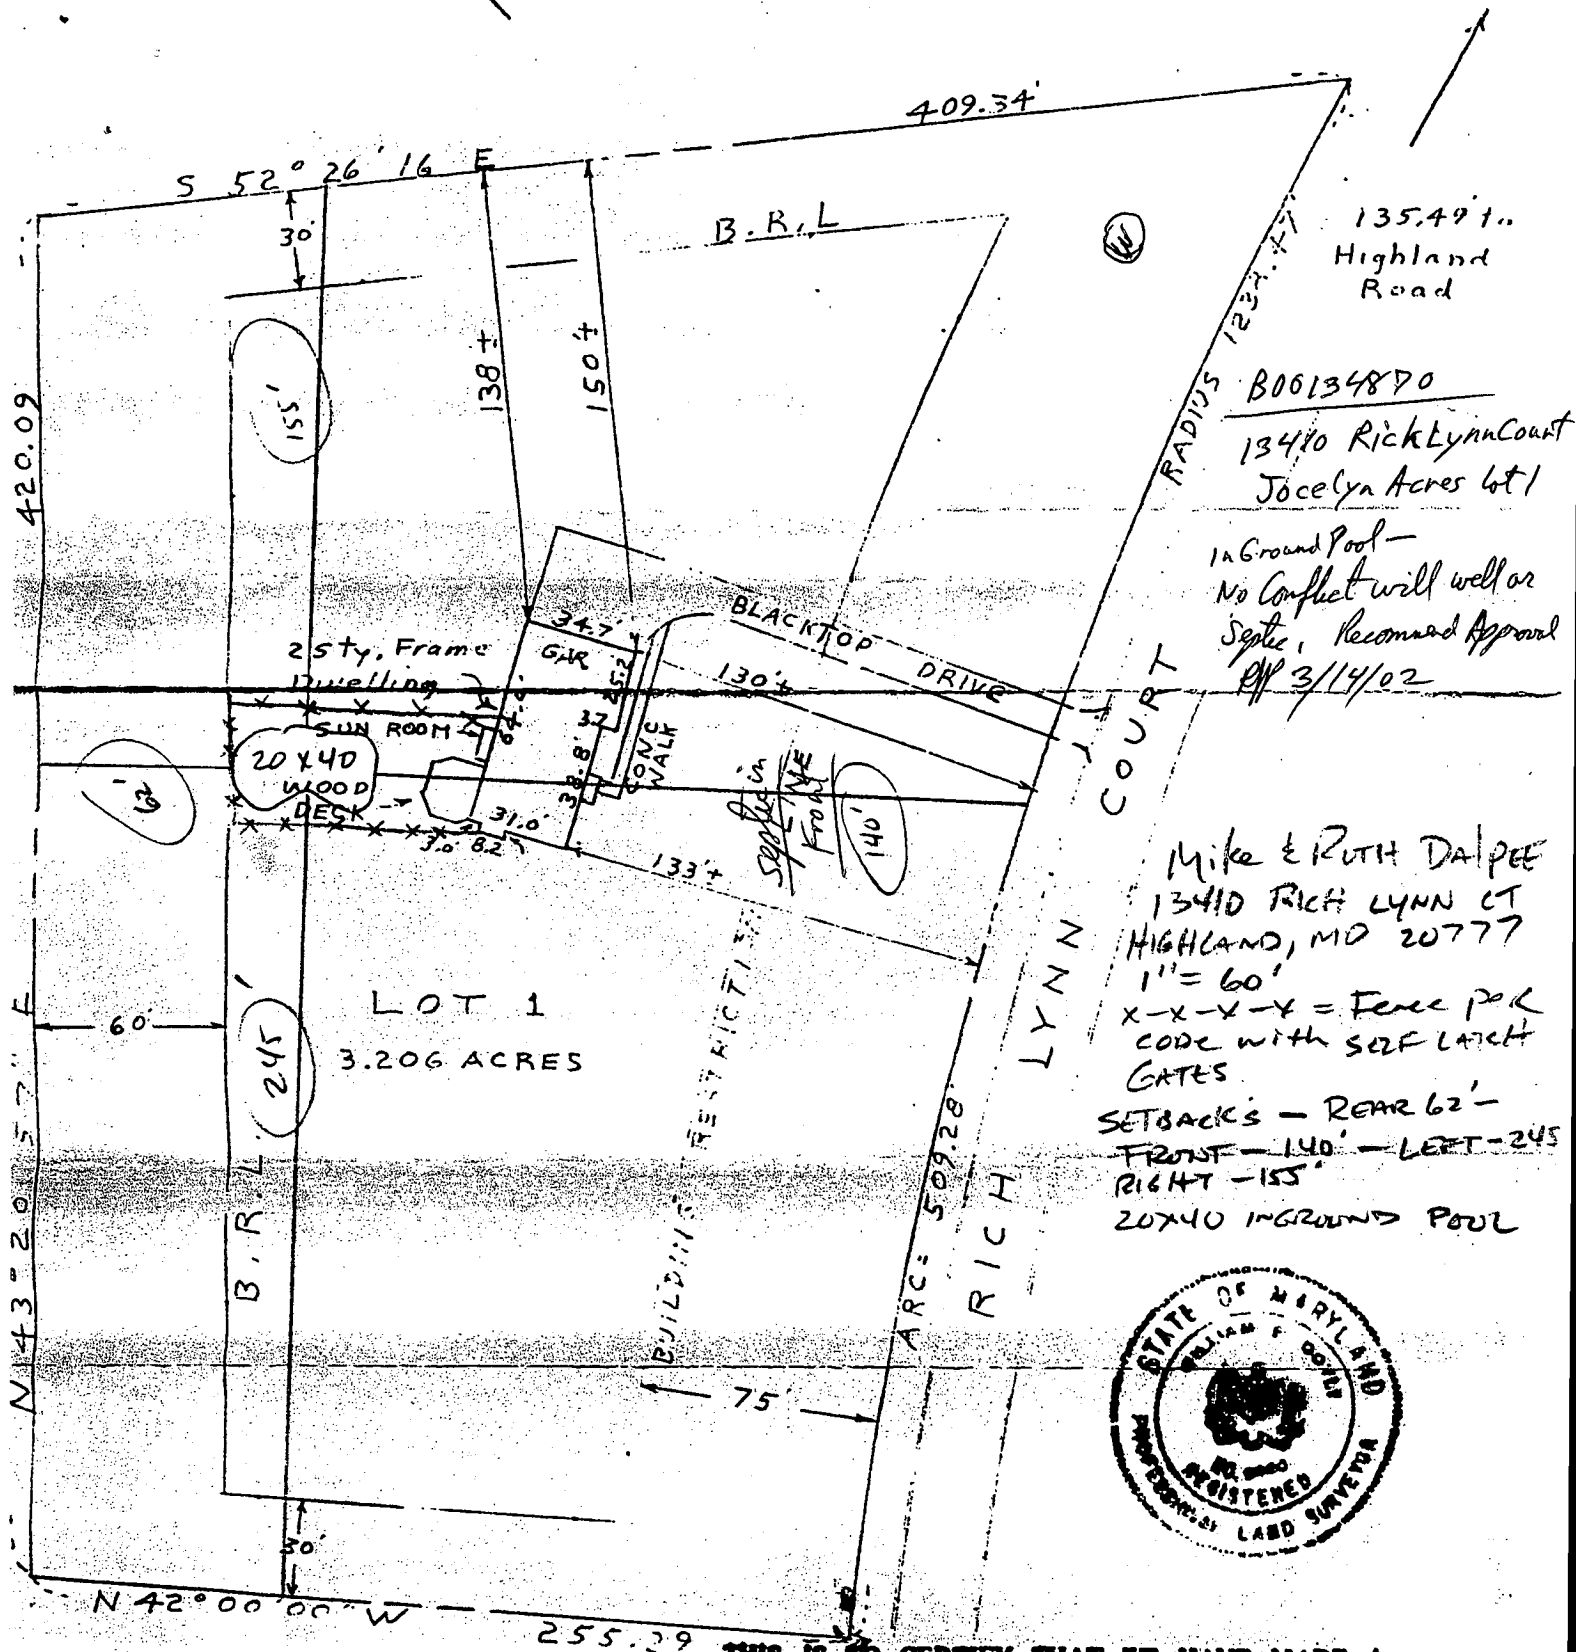 409.34'
S 52° 26' 16 E
30'
B.R.L
135.49' t..
Highland
Road
138 ±
150' ±
155'
420.09
RADIUS
B00134870
13410 RickLynnCourt
Jocelyn Acres Lot 1
InGround Pool —
No Conflict will well or
Septic, Recommend Approval
3/14/02
BLACKTOP DRIVE
34.7'
GAR
25.2
2 Sty. Frame
Dwelling
130' ±
SUN ROOM
3.7
38.8'
CONC
WALK
20 X 40
WOOD
DECK
62'
31.0'
3.0' 8.2'
Septic in
Front
140'
133' ±
Mike & RUTH DAlPEE
13410 RICH LYNN CT
HIGHLAND, MD 20777
1" = 60'
x-x-x-x = Fence per
CODE with SELF LATCH
GATES
SETBACKS — REAR 62' —
FRONT — 140' — LEFT - 245
RIGHT - 155'
20X40 INGROUND POOL
LOT 1
3.206 ACRES
60'
245'
B.R.L.
BUILDING RESTRICTION
ARC = 509.28'
RICH LYNN COURT
75'
30'
N 43° 20' 57" E
N 42° 00' 00" W
STATE OF MARYLAND
REGISTERED
PROFESSIONAL LAND SURVEYOR